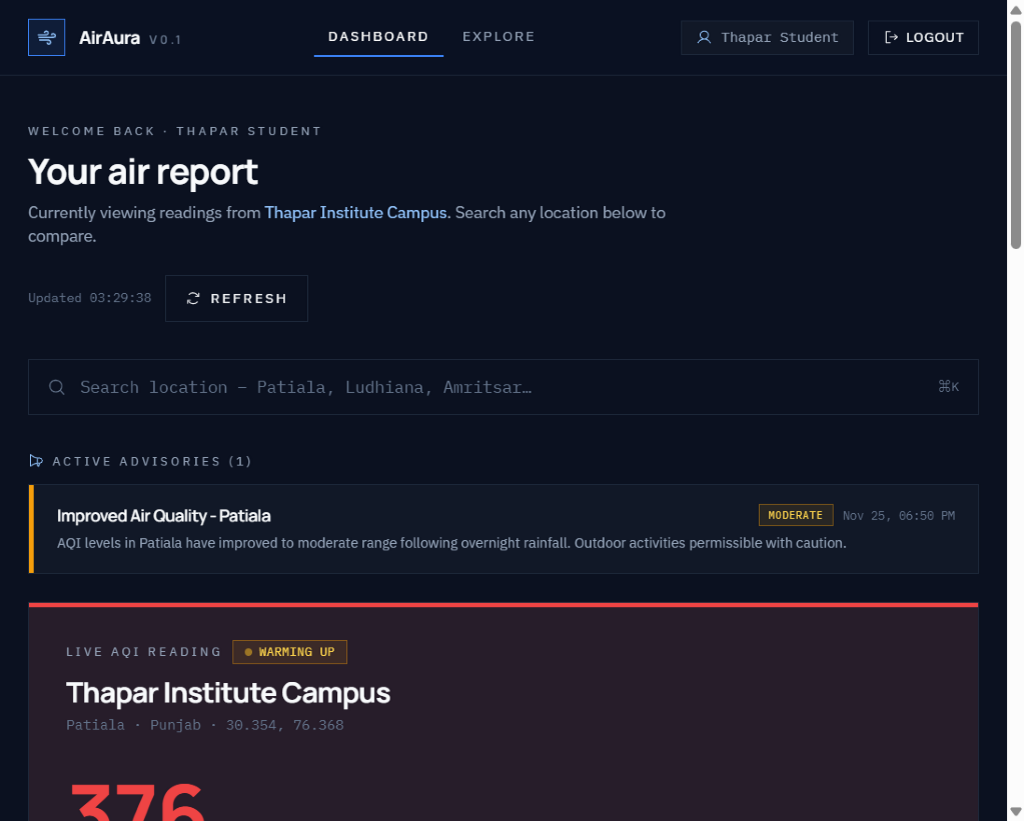 AirAura V0.1
DASHBOARD
EXPLORE
Thapar Student
LOGOUT
WELCOME BACK · THAPAR STUDENT
Your air report
Currently viewing readings from Thapar Institute Campus. Search any location below to
compare.
Updated 03:29:38
REFRESH
Search location — Patiala, Ludhiana, Amritsar…
⌘K
ACTIVE ADVISORIES (1)
Improved Air Quality - Patiala
MODERATE
Nov 25, 06:50 PM
AQI levels in Patiala have improved to moderate range following overnight rainfall. Outdoor activities permissible with caution.
LIVE AQI READING
WARMING UP
Thapar Institute Campus
Patiala · Punjab · 30.354, 76.368
376